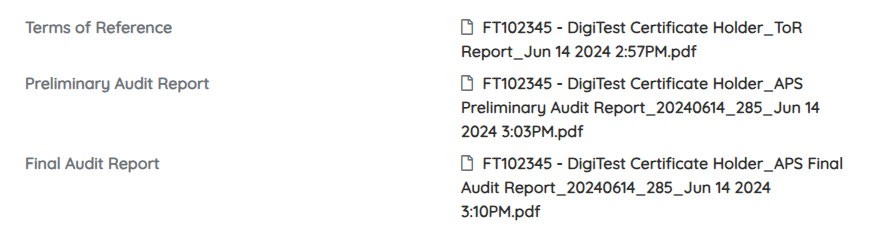 Terms of Reference
FT102345 - DigiTest Certificate Holder_ToR
Report_Jun 14 2024 2:57PM.pdf
Preliminary Audit Report
FT102345 - DigiTest Certificate Holder_APS
Preliminary Audit Report_20240614_285_Jun 14
2024 3:03PM.pdf
Final Audit Report
FT102345 - DigiTest Certificate Holder_APS Final
Audit Report_20240614_285_Jun 14 2024
3:10PM.pdf